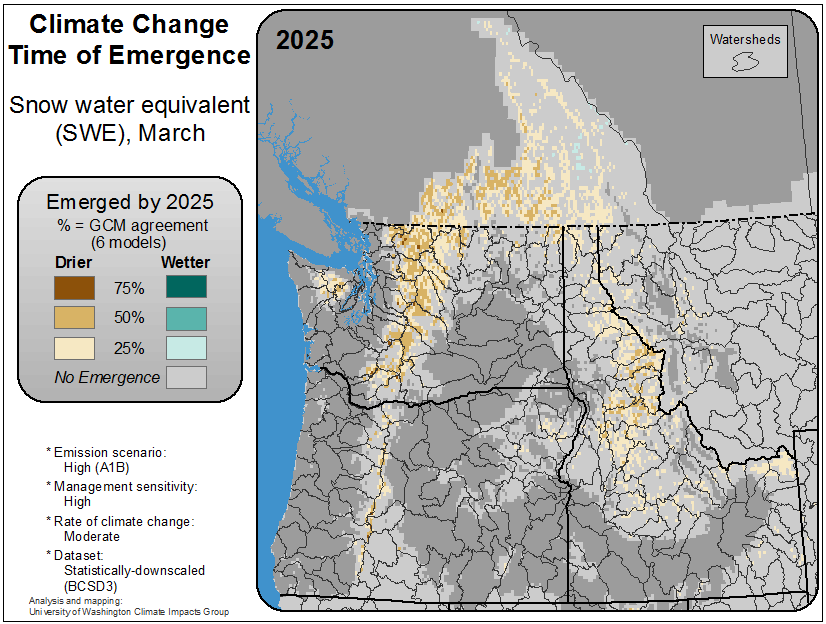 Climate Change
Time of Emergence
Snow water equivalent
(SWE), March
Emerged by 2025
% = GCM agreement
(6 models)
Drier Wetter
75%
50%
25%
No Emergence
* Emission scenario:
High (A1B)
* Management sensitivity:
High
* Rate of climate change:
Moderate
* Dataset:
Statistically-downscaled
(BCSD3)
Analysis and mapping:
University of Washington Climate Impacts Group
2025
Watersheds